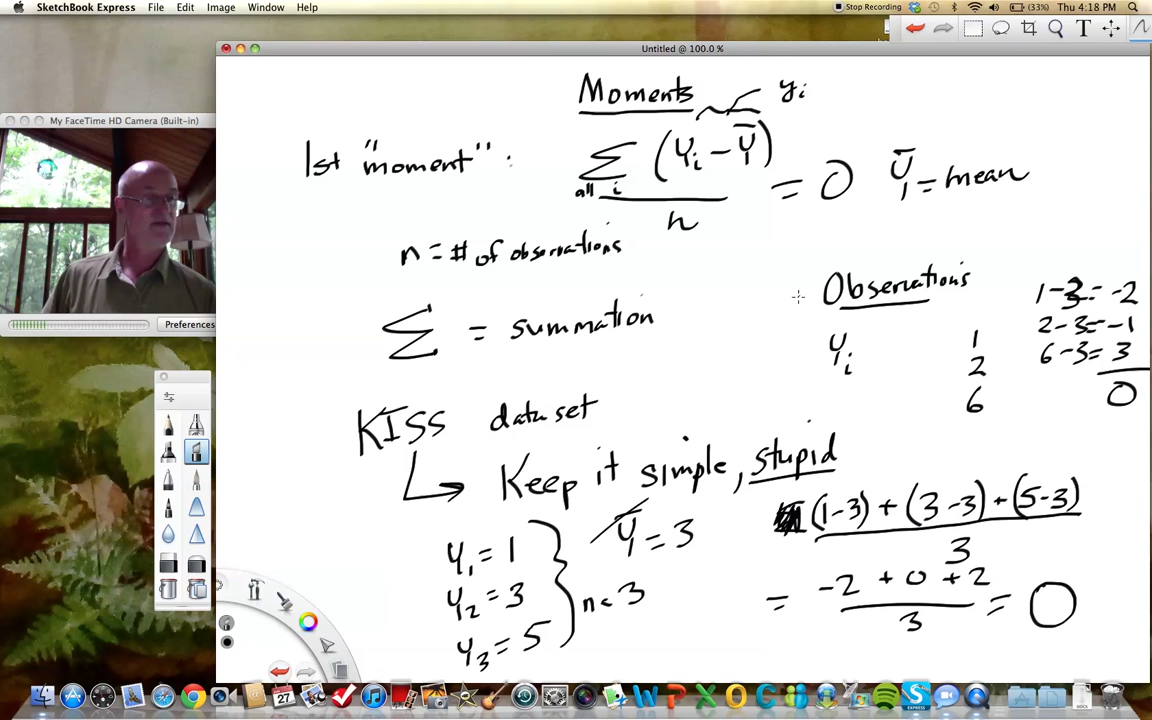 SketchBook Express File Edit Image Window Help
Stop Recording (33%) Thu 4:18 PM
Untitled @ 100.0 %
My FaceTime HD Camera (Built-in)
Preferences
Moments
yi
1st "moment" : Σ all i (Yi - Ȳ) / n = 0 Ȳ = mean
n = # of observations
Σ = summation
Observations
Yi 1
2
6
1-3 = -2
2-3 = -1
6-3 = 3
0
KISS dataset
Keep it simple, stupid
Y1 = 1
Y2 = 3
Y3 = 5
n = 3
Ȳ = 3
(1-3) + (3-3) + (5-3)
3
= -2 + 0 + 2 / 3 = 0